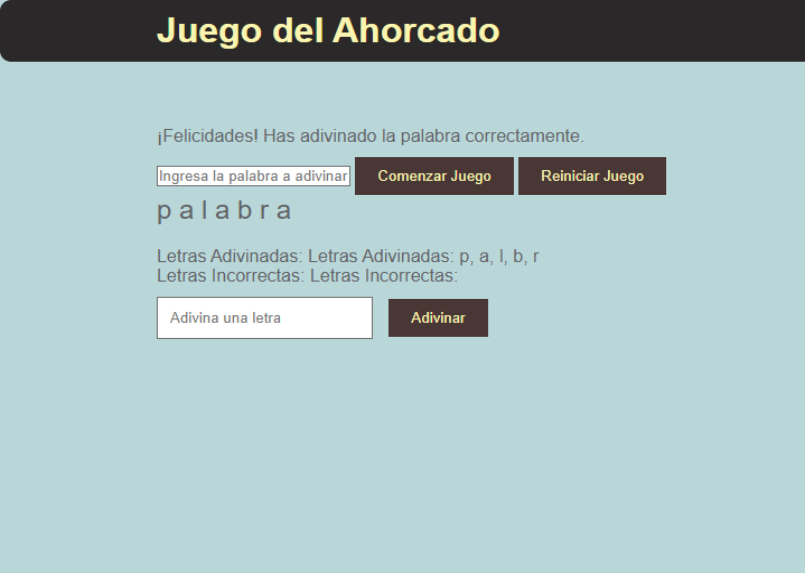 Juego del Ahorcado
¡Felicidades! Has adivinado la palabra correctamente.
Ingresa la palabra a adivinar Comenzar Juego Reiniciar Juego
p a l a b r a
Letras Adivinadas: Letras Adivinadas: p, a, l, b, r
Letras Incorrectas: Letras Incorrectas:
Adivina una letra Adivinar